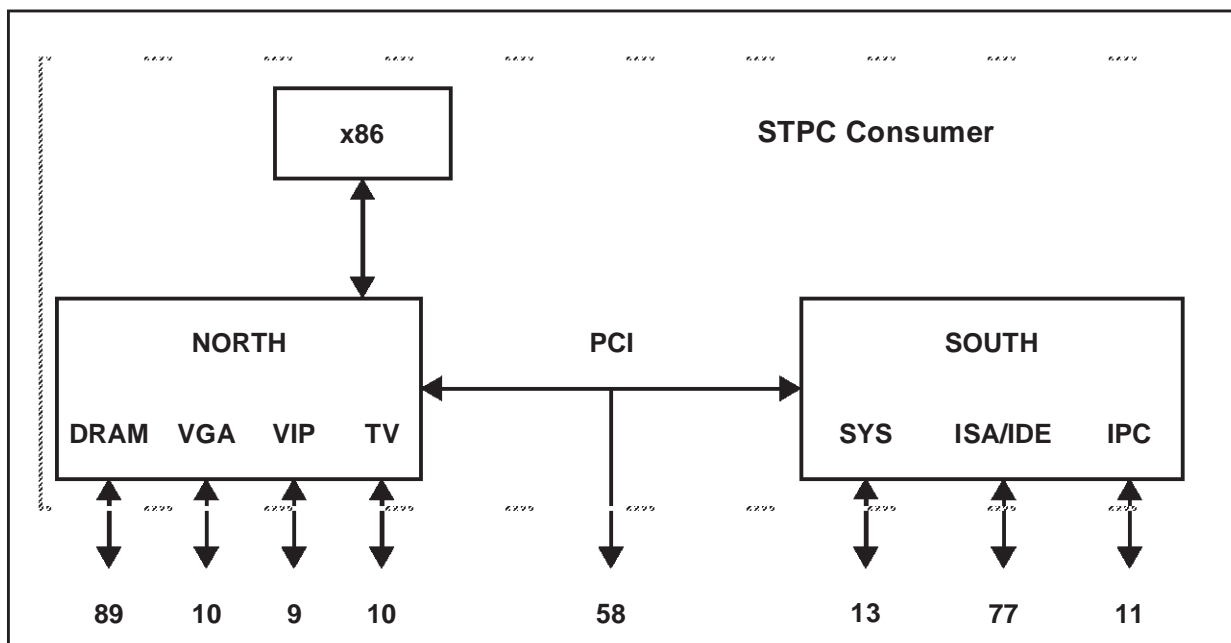 x86
STPC Consumer
NORTH
PCI
SOUTH
DRAM VGA VIP TV
SYS ISA/IDE IPC
89 10 9 10 58 13 77 11